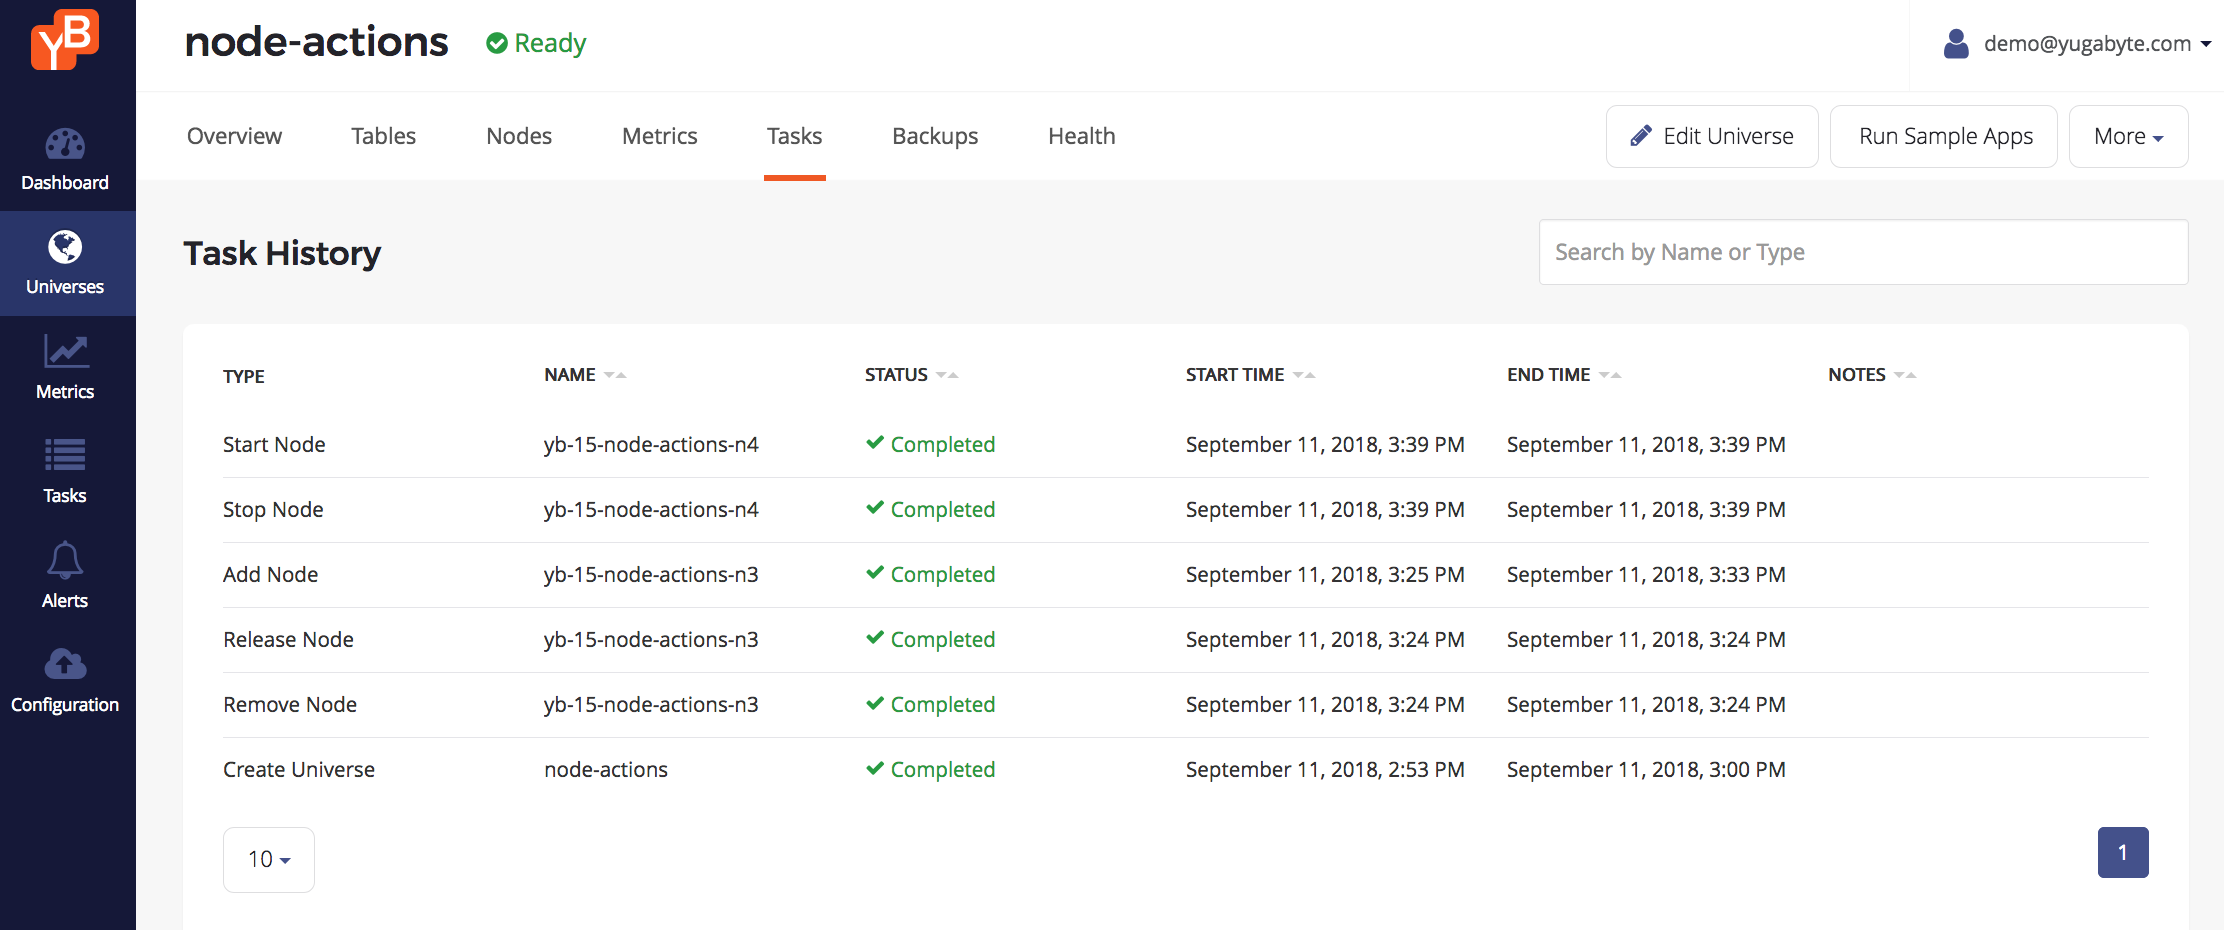 YB
node-actions
Ready
demo@yugabyte.com
Dashboard
Universes
Metrics
Tasks
Alerts
Configuration
Overview Tables Nodes Metrics Tasks Backups Health
Edit Universe Run Sample Apps More
Task History
Search by Name or Type
TYPE NAME STATUS START TIME END TIME NOTES
Start Node yb-15-node-actions-n4 Completed September 11, 2018, 3:39 PM September 11, 2018, 3:39 PM
Stop Node yb-15-node-actions-n4 Completed September 11, 2018, 3:39 PM September 11, 2018, 3:39 PM
Add Node yb-15-node-actions-n3 Completed September 11, 2018, 3:25 PM September 11, 2018, 3:33 PM
Release Node yb-15-node-actions-n3 Completed September 11, 2018, 3:24 PM September 11, 2018, 3:24 PM
Remove Node yb-15-node-actions-n3 Completed September 11, 2018, 3:24 PM September 11, 2018, 3:24 PM
Create Universe node-actions Completed September 11, 2018, 2:53 PM September 11, 2018, 3:00 PM
10
1